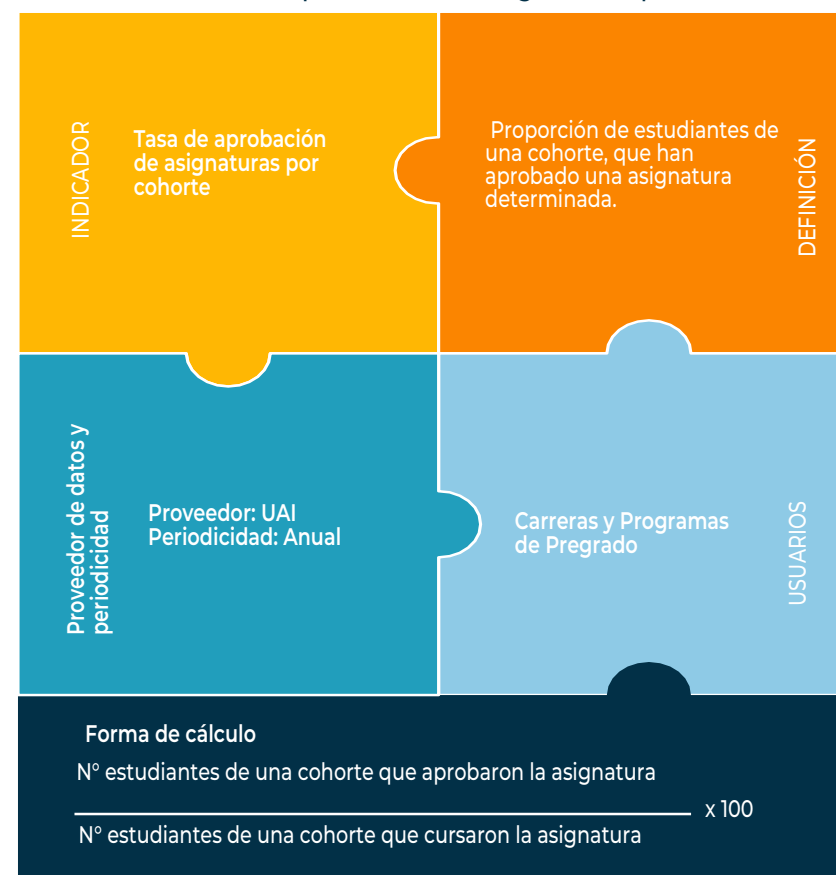 INDICADOR
Tasa de aprobación
de asignaturas por
cohorte
Proporción de estudiantes de
una cohorte, que han
aprobado una asignatura
determinada.
DEFINICIÓN
Proveedor de datos y
periodicidad
Proveedor: UAI
Periodicidad: Anual
Carreras y Programas
de Pregrado
USUARIOS
Forma de cálculo
N° estudiantes de una cohorte que aprobaron la asignatura
x 100
N° estudiantes de una cohorte que cursaron la asignatura